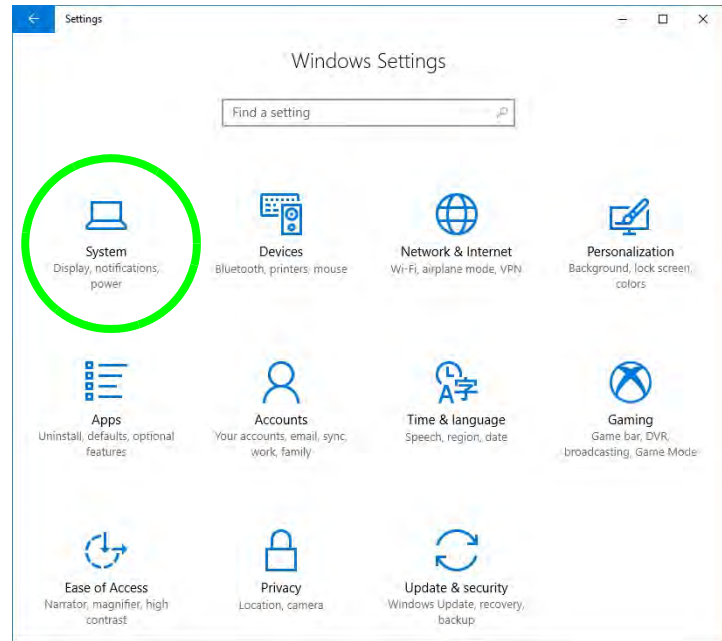 Settings
Windows Settings
Find a setting
System
Display, notifications,
power
Devices
Bluetooth, printers, mouse
Network & Internet
Wi-Fi, airplane mode, VPN
Personalization
Background, lock screen,
colors
Apps
Uninstall, defaults, optional
features
Accounts
Your accounts, email, sync,
work, family
Time & language
Speech, region, date
Gaming
Game bar, DVR,
broadcasting, Game Mode
Ease of Access
Narrator, magnifier, high
contrast
Privacy
Location, camera
Update & security
Windows Update, recovery,
backup